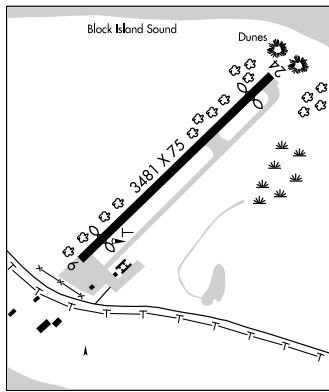 Block Island Sound
Dunes
24
3481 X 75
T
6
H
T T T T T T T T T